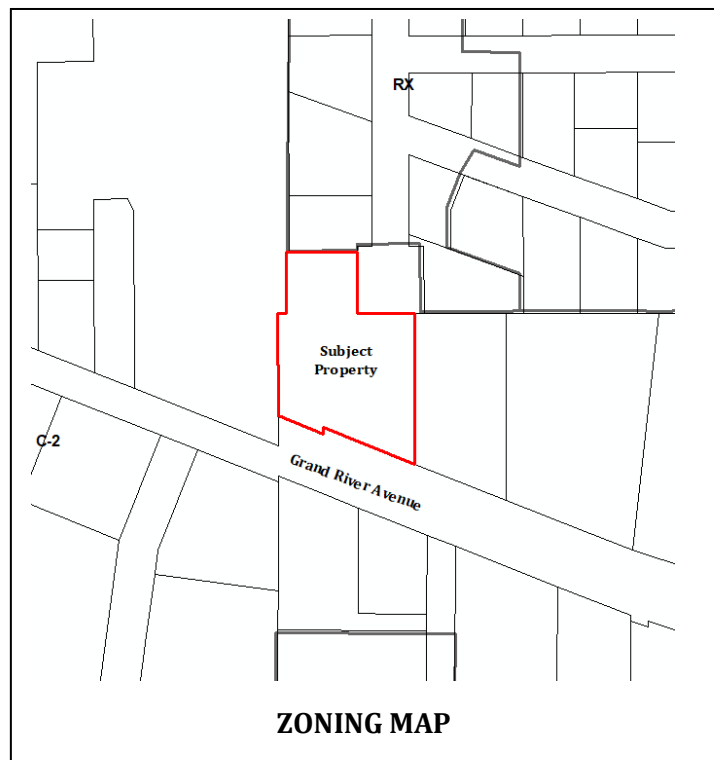 RX
Subject
Property
C-2
Grand River Avenue
ZONING MAP